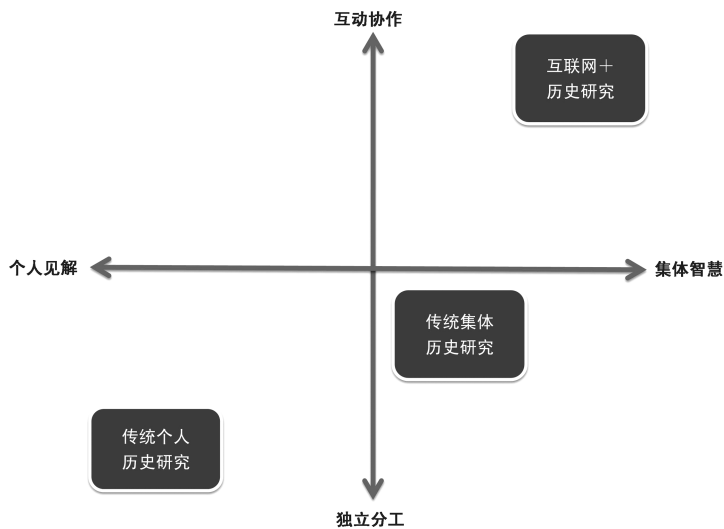 互动协作
互联网＋
历史研究
个人见解
集体智慧
传统集体
历史研究
传统个人
历史研究
独立分工